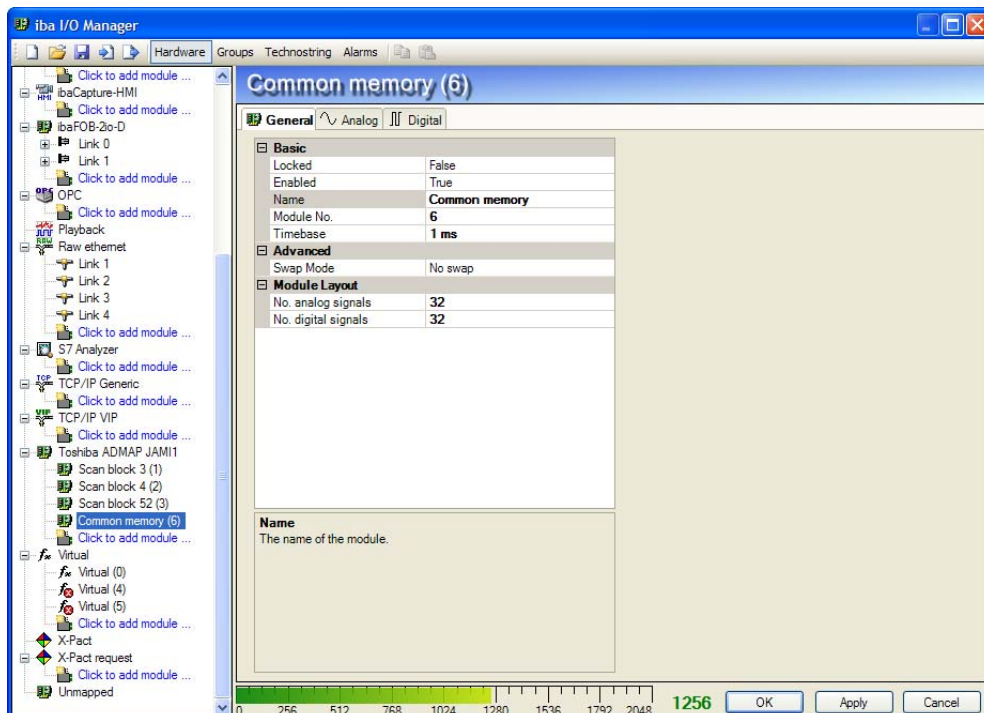 iba I/O Manager
Hardware Groups Technostring Alarms
Click to add module ...
HMI ibaCapture-HMI
Click to add module ...
ibaFOB-2io-D
Link 0
Link 1
Click to add module ...
OPC OPC
Click to add module ...
Playback
RAW Raw ethernet
Link 1
Link 2
Link 3
Link 4
Click to add module ...
S7 Analyzer
Click to add module ...
TCP TCP/IP Generic
Click to add module ...
VIP TCP/IP VIP
Click to add module ...
Toshiba ADMAP JAMI1
Scan block 3 (1)
Scan block 4 (2)
Scan block 52 (3)
Common memory (6)
Click to add module ...
fx Virtual
fx Virtual (0)
Virtual (4)
Virtual (5)
Click to add module ...
X-Pact
X-Pact request
Click to add module ...
Unmapped
Common memory (6)
General Analog Digital
Basic
Locked False
Enabled True
Name Common memory
Module No. 6
Timebase 1 ms
Advanced
Swap Mode No swap
Module Layout
No. analog signals 32
No. digital signals 32
Name
The name of the module.
0 256 512 768 1024 1280 1536 1792 2048
1256 OK Apply Cancel